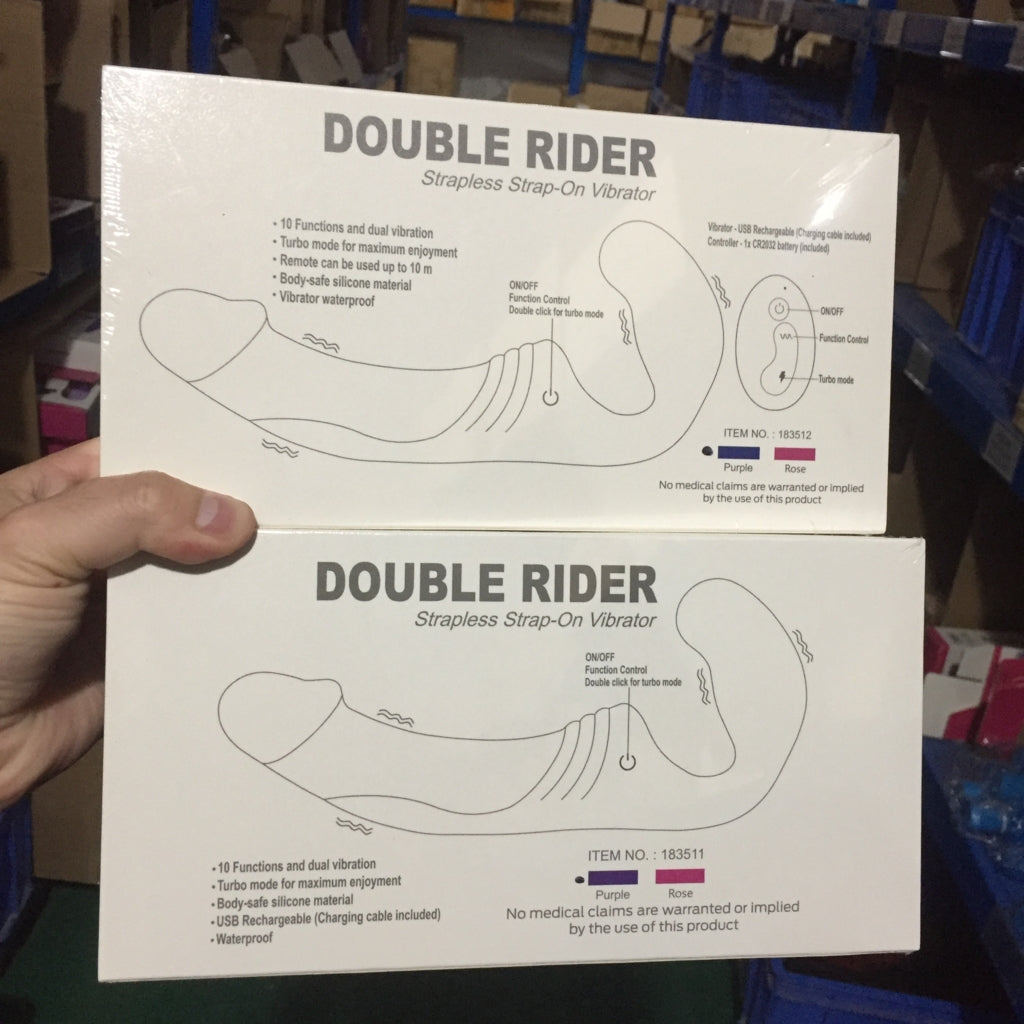 DOUBLE RIDER
Strapless Strap-On Vibrator
• 10 Functions and dual vibration
• Turbo mode for maximum enjoyment
• Remote can be used up to 10 m
• Body-safe silicone material
• Vibrator waterproof
ON/OFF
Function Control
Double click for turbo mode
Vibrator - USB Rechargeable (Charging cable included)
Controller - 1x CR2032 battery (included)
ON/OFF
Function Control
Turbo mode
ITEM NO. : 183512
Purple Rose
No medical claims are warranted or implied
by the use of this product
DOUBLE RIDER
Strapless Strap-On Vibrator
ON/OFF
Function Control
Double click for turbo mode
• 10 Functions and dual vibration
• Turbo mode for maximum enjoyment
• Body-safe silicone material
• USB Rechargeable (Charging cable included)
• Waterproof
ITEM NO. : 183511
Purple Rose
No medical claims are warranted or implied
by the use of this product